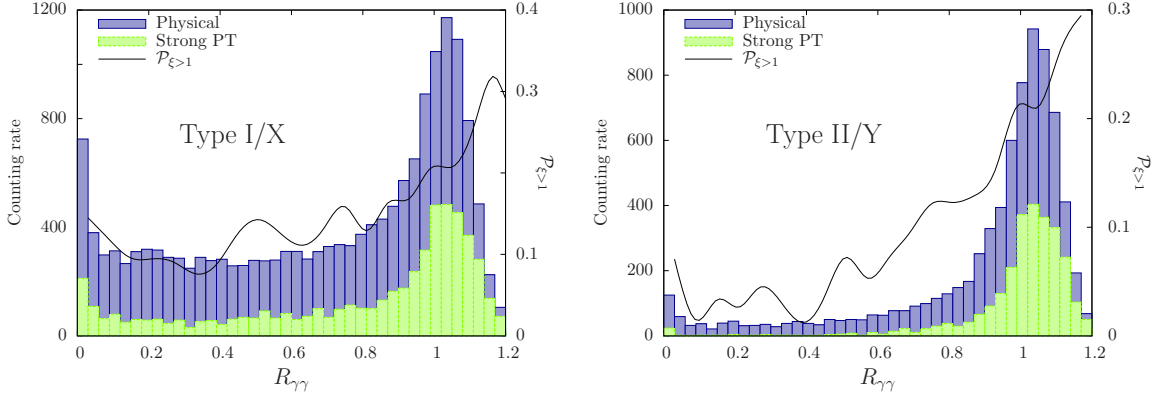 Physical
Strong PT
𝒫ξ>1
Type I/X
Counting rate
0
400
800
1200
0
0.1
0.3
0.4
𝒫ξ>1
0
0.2
0.4
0.6
0.8
1
1.2
Rγγ
Physical
Strong PT
𝒫ξ>1
Type II/Y
Counting rate
0
200
400
600
800
1000
0
0.1
0.2
0.3
𝒫ξ>1
0
0.2
0.4
0.6
0.8
1
1.2
Rγγ